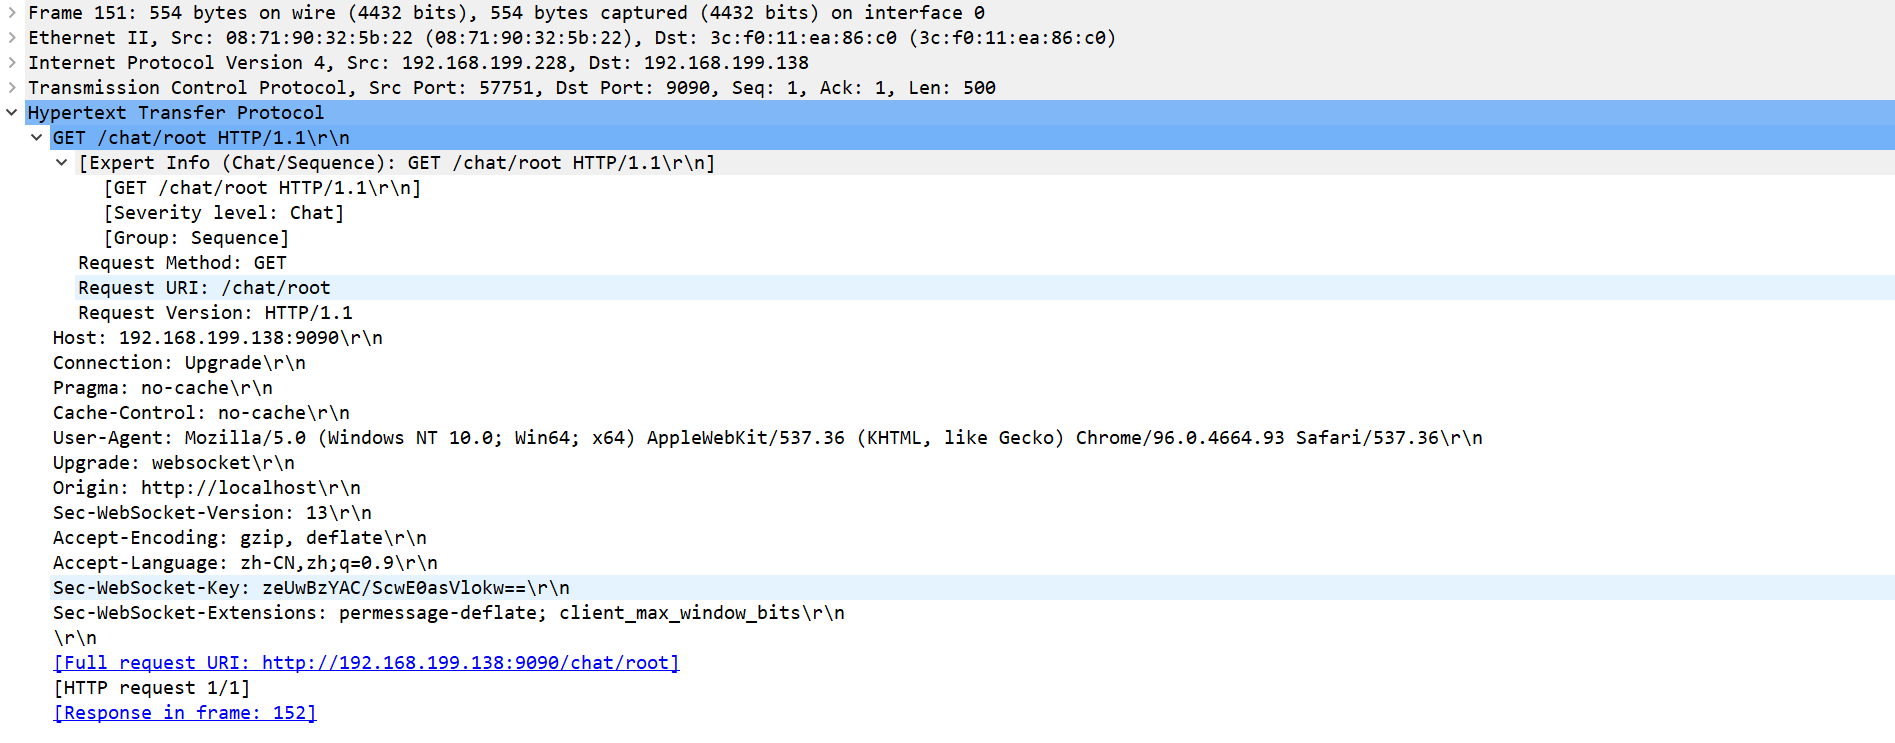 Frame 151: 554 bytes on wire (4432 bits), 554 bytes captured (4432 bits) on interface 0
Ethernet II, Src: 08:71:90:32:5b:22 (08:71:90:32:5b:22), Dst: 3c:f0:11:ea:86:c0 (3c:f0:11:ea:86:c0)
Internet Protocol Version 4, Src: 192.168.199.228, Dst: 192.168.199.138
Transmission Control Protocol, Src Port: 57751, Dst Port: 9090, Seq: 1, Ack: 1, Len: 500
Hypertext Transfer Protocol
GET /chat/root HTTP/1.1\r\n
[Expert Info (Chat/Sequence): GET /chat/root HTTP/1.1\r\n]
[GET /chat/root HTTP/1.1\r\n]
[Severity level: Chat]
[Group: Sequence]
Request Method: GET
Request URI: /chat/root
Request Version: HTTP/1.1
Host: 192.168.199.138:9090\r\n
Connection: Upgrade\r\n
Pragma: no-cache\r\n
Cache-Control: no-cache\r\n
User-Agent: Mozilla/5.0 (Windows NT 10.0; Win64; x64) AppleWebKit/537.36 (KHTML, like Gecko) Chrome/96.0.4664.93 Safari/537.36\r\n
Upgrade: websocket\r\n
Origin: http://localhost\r\n
Sec-WebSocket-Version: 13\r\n
Accept-Encoding: gzip, deflate\r\n
Accept-Language: zh-CN,zh;q=0.9\r\n
Sec-WebSocket-Key: zeUwBzYAC/ScwE0asVlokw==\r\n
Sec-WebSocket-Extensions: permessage-deflate; client_max_window_bits\r\n
\r\n
[Full request URI: http://192.168.199.138:9090/chat/root]
[HTTP request 1/1]
[Response in frame: 152]